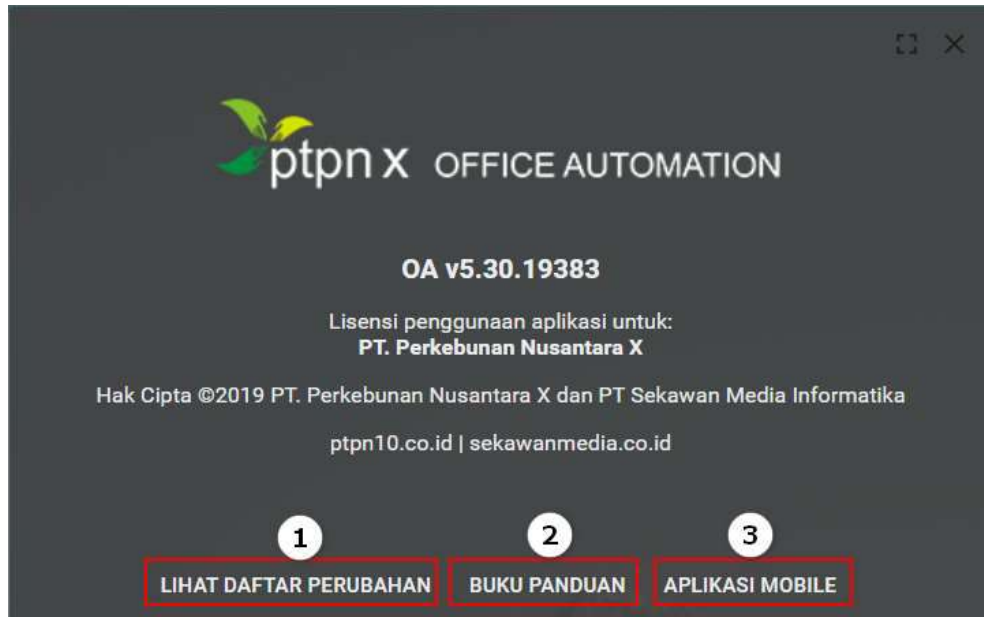 ptpn x OFFICE AUTOMATION
OA v5.30.19383
Lisensi penggunaan aplikasi untuk:
PT. Perkebunan Nusantara X
Hak Cipta ©2019 PT. Perkebunan Nusantara X dan PT Sekawan Media Informatika
ptpn10.co.id | sekawanmedia.co.id
1 2 3
LIHAT DAFTAR PERUBAHAN BUKU PANDUAN APLIKASI MOBILE